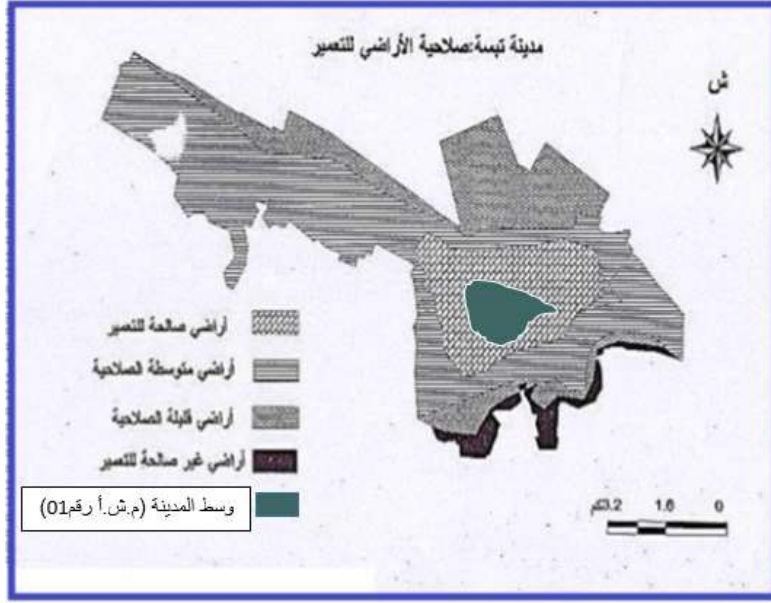 مدينة تبسة:صلاحية الأراضي للتعمير
ش
أراضي صالحة للتعمير
أراضي متوسطة الصلاحية
أراضي قليلة الصلاحية
أراضي غير صالحة للتعمير
وسط المدينة (م.ش.أ رقم01)
0 1.6 3.2كم